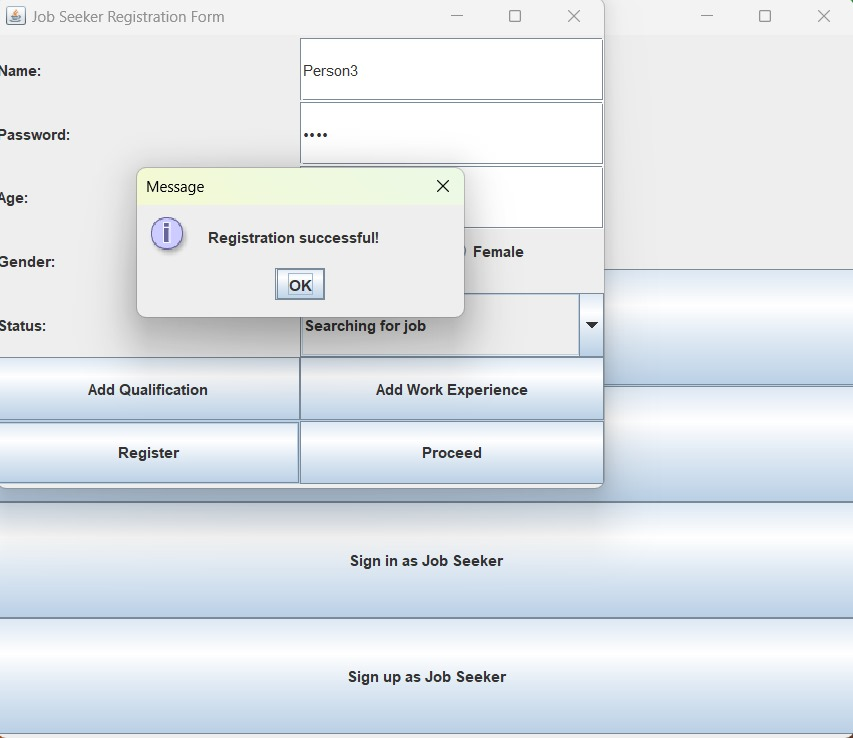 Job Seeker Registration Form
Name:
Person3
Password:
••••
Age:
Message
Registration successful!
OK
Gender:
Female
Status:
Searching for job
Add Qualification
Add Work Experience
Register
Proceed
Sign in as Job Seeker
Sign up as Job Seeker